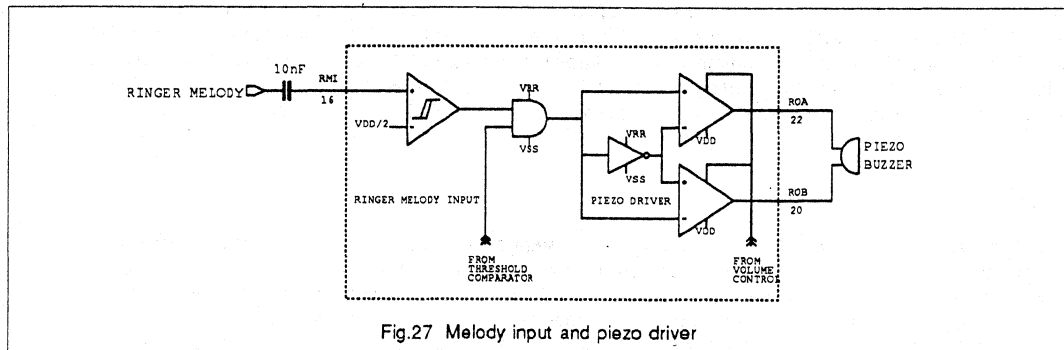 10nF
RINGER MELODY
RMI
16
VDD/2
VRR
VSS
VRR
VSS
VDD
VDD
ROA
22
ROB
20
PIEZO
BUZZER
RINGER MELODY INPUT
PIEZO DRIVER
FROM
THRESHOLD
COMPARATOR
FROM
VOLUME
CONTROL
Fig.27 Melody input and piezo driver